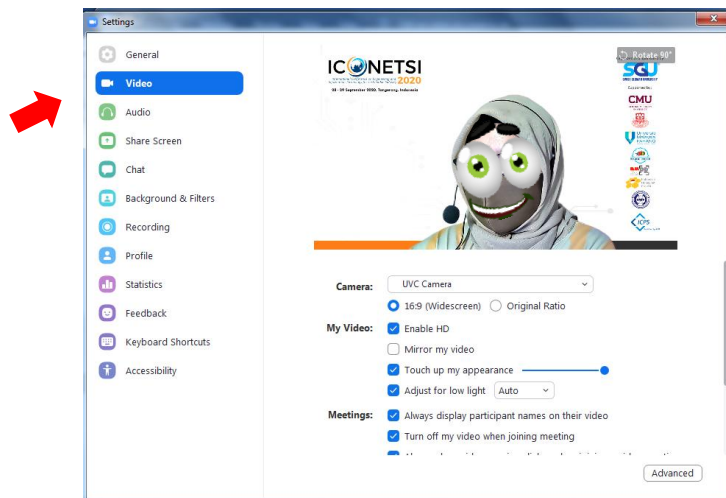 Settings
General
Video
Audio
Share Screen
Chat
Background & Filters
Recording
Profile
Statistics
Feedback
Keyboard Shortcuts
Accessibility
ICONETSI
2020
Rotate 90°
SGU
CMU
ICPS
Camera: UVC Camera
16:9 (Widescreen) Original Ratio
My Video: Enable HD
Mirror my video
Touch up my appearance
Adjust for low light Auto
Meetings: Always display participant names on their video
Turn off my video when joining meeting
Advanced